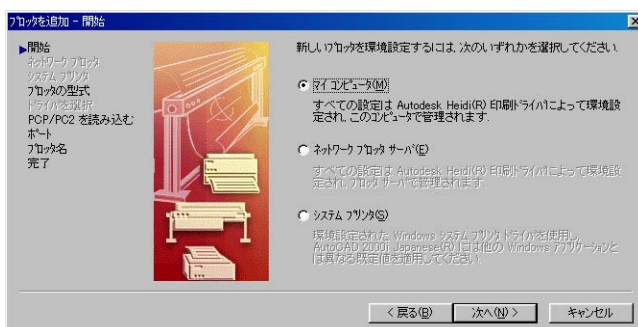 プロッタを追加 - 開始
開始
ネットワーク プロッタ
システム プリンタ
プロッタの型式
ドライバを選択
PCP/PC2 を読み込む
ポート
プロッタ名
完了
新しいプロッタを環境設定するには、次のいずれかを選択してください.
マイ コンピュータ(M)
すべての設定は Autodesk Heidi(R) 印刷ドライバによって環境設
定され、このコンピュータで管理されます.
ネットワーク プロッタ サーバ(E)
すべての設定は Autodesk Heidi(R) 印刷ドライバによって環境設
定され、プロッタ サーバで管理されます.
システム プリンタ(S)
環境設定された Windows システム プリンタ ドライバを使用し、
AutoCAD 2000i Japanese(R) には他の Windows アプリケーションと
は異なる既定値を適用してください.
< 戻る(B)
次へ(N) >
キャンセル